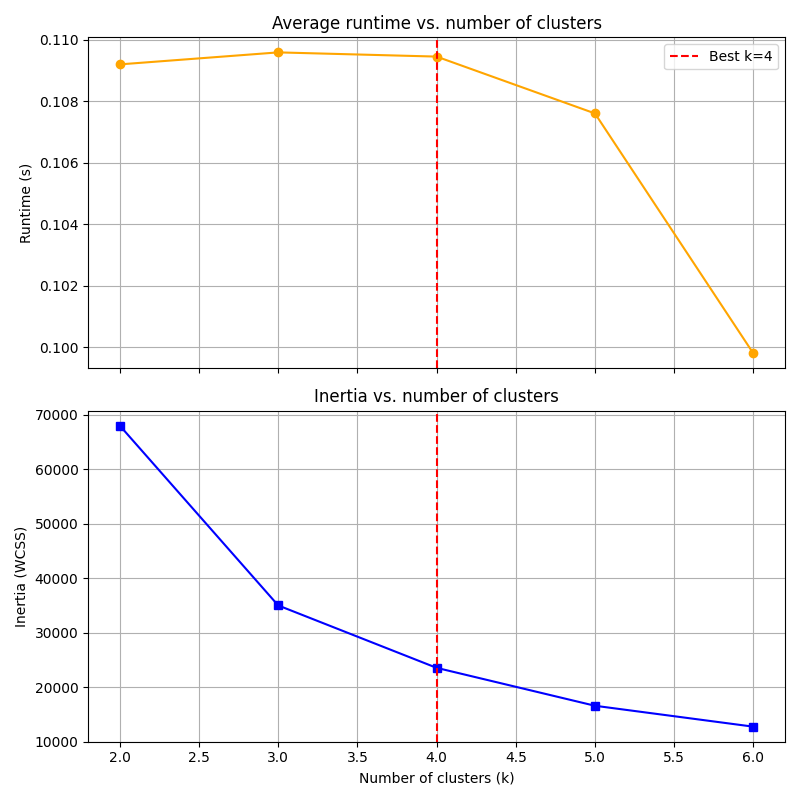 Average runtime vs. number of clusters
0.110
0.108
0.106
0.104
0.102
0.100
Runtime (s)
Best k=4
Inertia vs. number of clusters
70000
60000
50000
40000
30000
20000
10000
Inertia (WCSS)
2.0 2.5 3.0 3.5 4.0 4.5 5.0 5.5 6.0
Number of clusters (k)